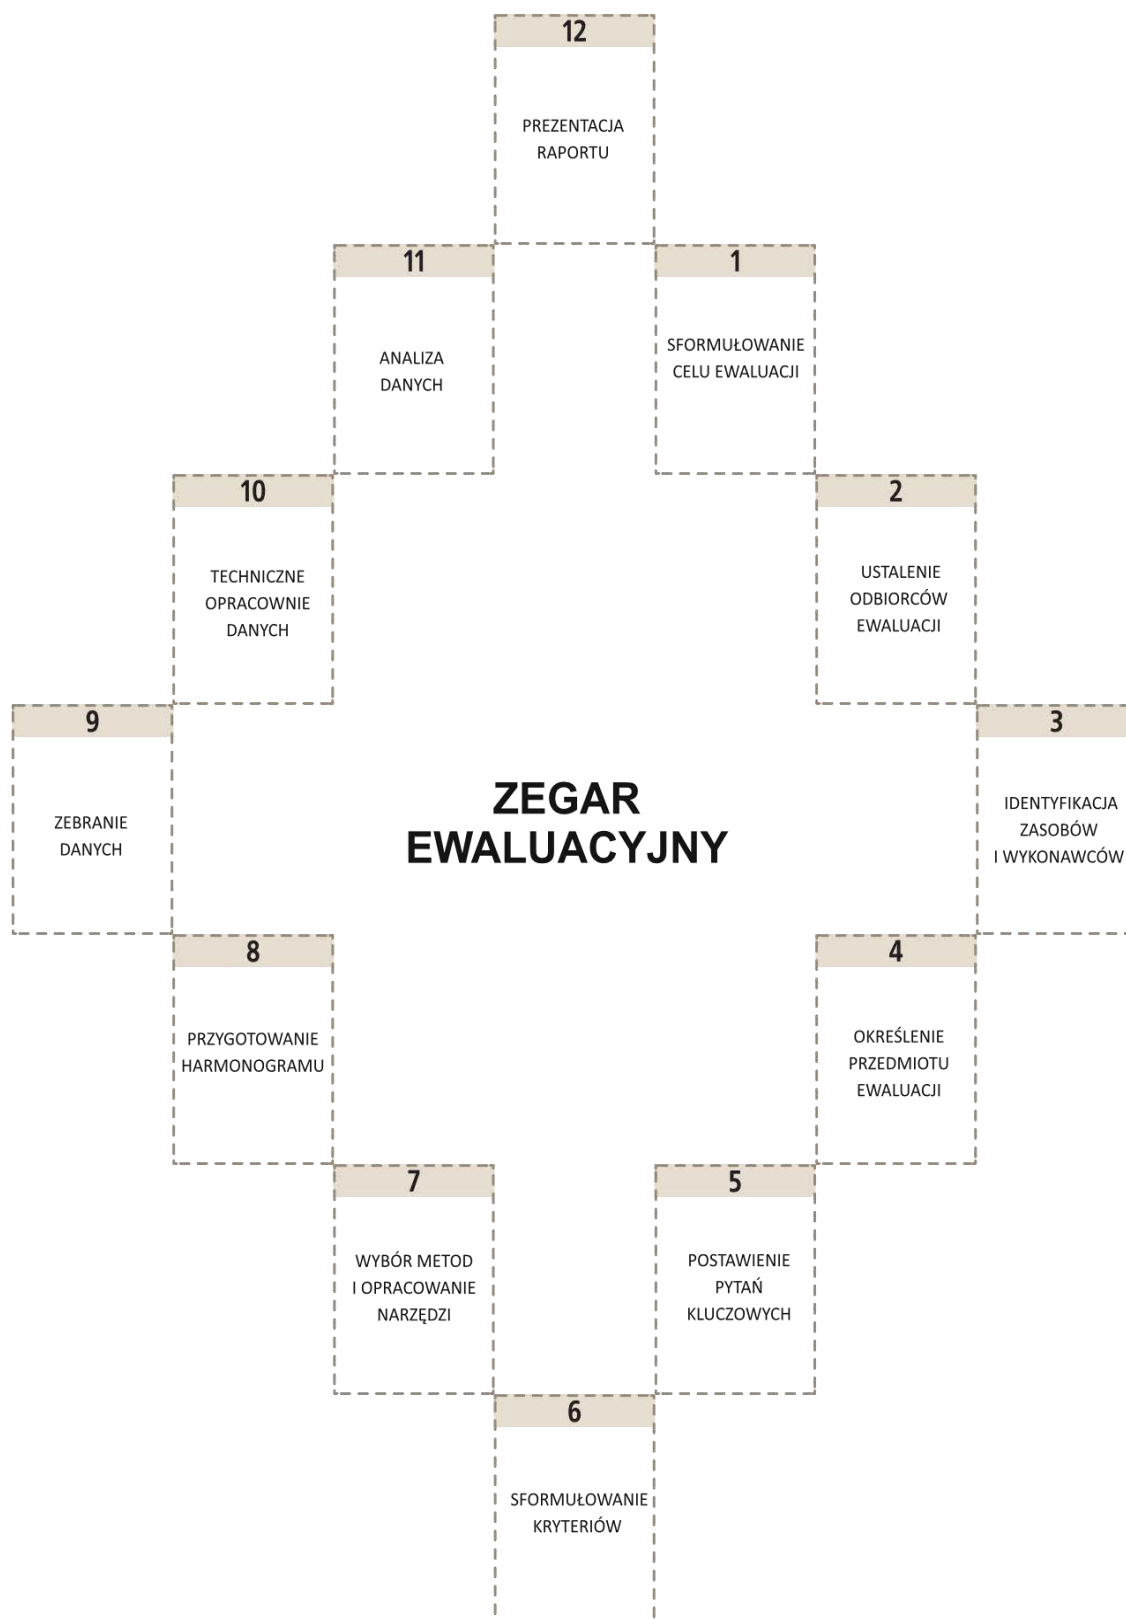 12
PREZENTACJA
RAPORTU
11
ANALIZA
DANYCH
1
SFORMUŁOWANIE
CELU EWALUACJI
10
TECHNICZNE
OPRACOWNIE
DANYCH
2
USTALENIE
ODBIORCÓW
EWALUACJI
9
ZEBRANIE
DANYCH
ZEGAR
EWALUACYJNY
3
IDENTYFIKACJA
ZASOBÓW
I WYKONAWCÓW
8
PRZYGOTOWANIE
HARMONOGRAMU
4
OKREŚLENIE
PRZEDMIOTU
EWALUACJI
7
WYBÓR METOD
I OPRACOWANIE
NARZĘDZI
5
POSTAWIENIE
PYTAŃ
KLUCZOWYCH
6
SFORMUŁOWANIE
KRYTERIÓW